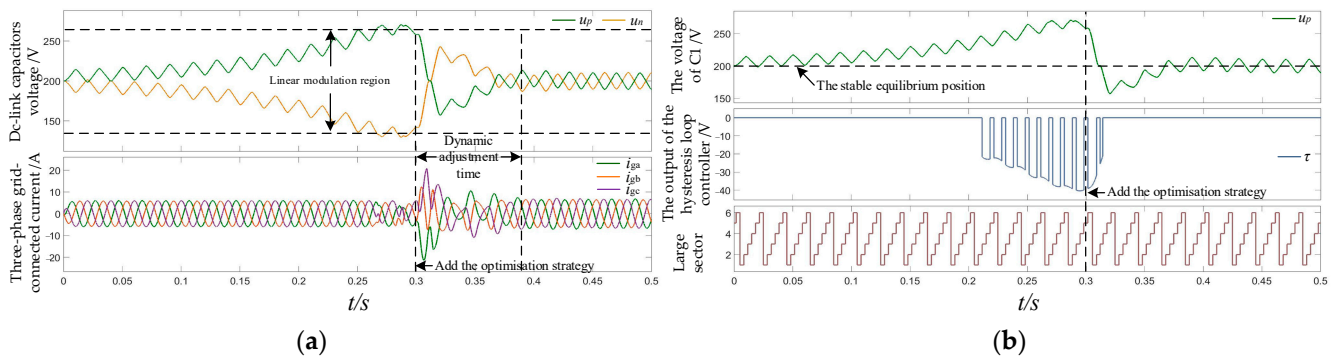 Dc-link capacitors
voltage /V
250
200
150
u_p u_n
Linear modulation region
Dynamic
adjustment
time
Three-phase grid-
connected current /A
20
10
0
-10
-20
i_ga
i_gb
i_gc
Add the optimisation strategy
0 0.05 0.1 0.15 0.2 0.25 0.3 0.35 0.4 0.45 0.5
t/s
(a)
The voltage
of C1 /V
250
200
150
u_p
The stable equilibrium position
The output of the
hysteresis loop
controller /V
0
-10
-20
-30
-40
τ
Add the optimisation strategy
Large
sector
6
4
2
0 0.05 0.1 0.15 0.2 0.25 0.3 0.35 0.4 0.45 0.5
t/s
(b)